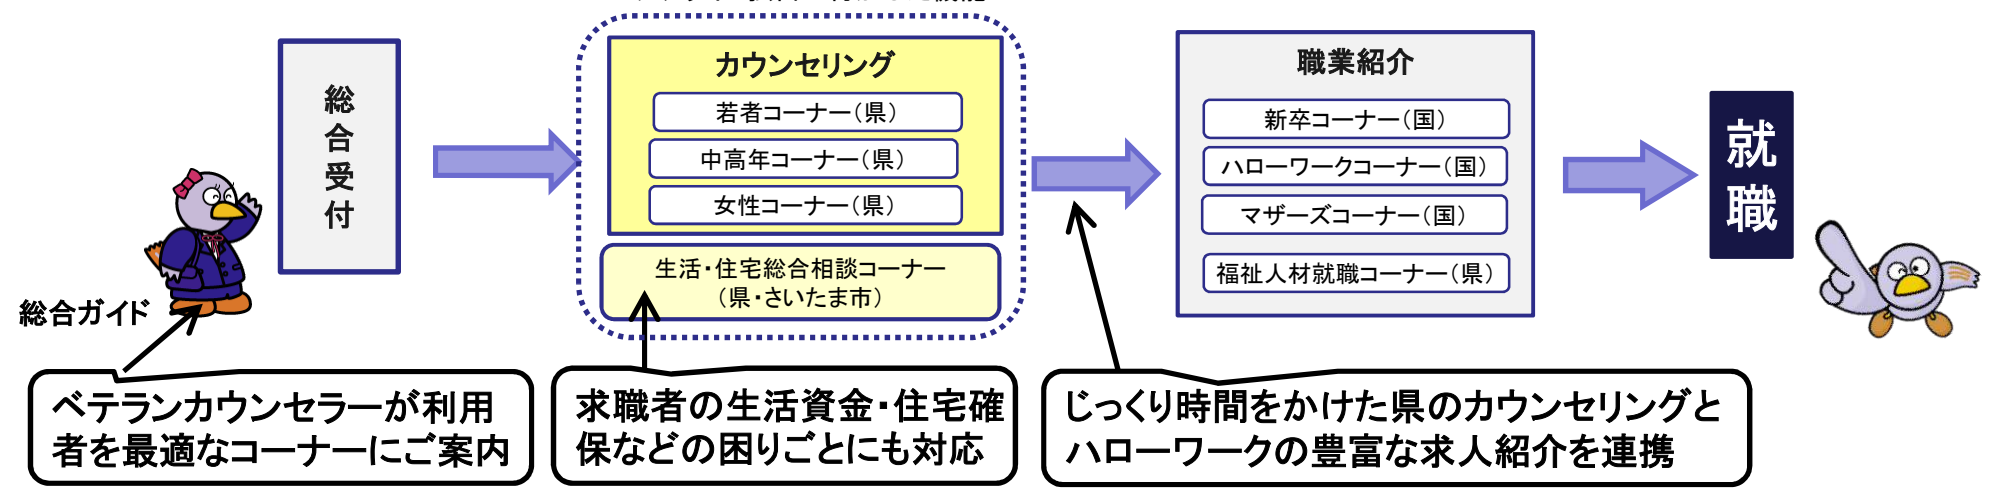 総合受付
カウンセリング
若者コーナー(県)
中高年コーナー(県)
女性コーナー(県)
生活・住宅総合相談コーナー
(県・さいたま市)
職業紹介
新卒コーナー(国)
ハローワークコーナー(国)
マザーズコーナー(国)
福祉人材就職コーナー(県)
就職
総合ガイド
ベテランカウンセラーが利用
者を最適なコーナーにご案内
求職者の生活資金・住宅確
保などの困りごとにも対応
じっくり時間をかけた県のカウンセリングと
ハローワークの豊富な求人紹介を連携